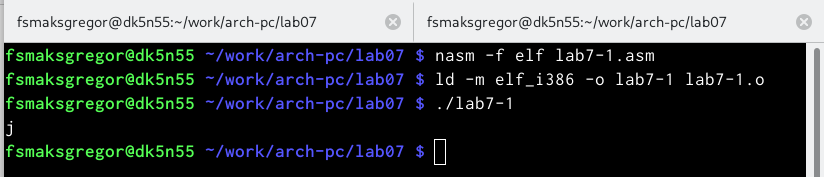 fsmaksgregor@dk5n55:~/work/arch-pc/lab07 fsmaksgregor@dk5n55:~/work/arch-pc/lab07
fsmaksgregor@dk5n55 ~/work/arch-pc/lab07 $ nasm -f elf lab7-1.asm
fsmaksgregor@dk5n55 ~/work/arch-pc/lab07 $ ld -m elf_i386 -o lab7-1 lab7-1.o
fsmaksgregor@dk5n55 ~/work/arch-pc/lab07 $ ./lab7-1
j
fsmaksgregor@dk5n55 ~/work/arch-pc/lab07 $